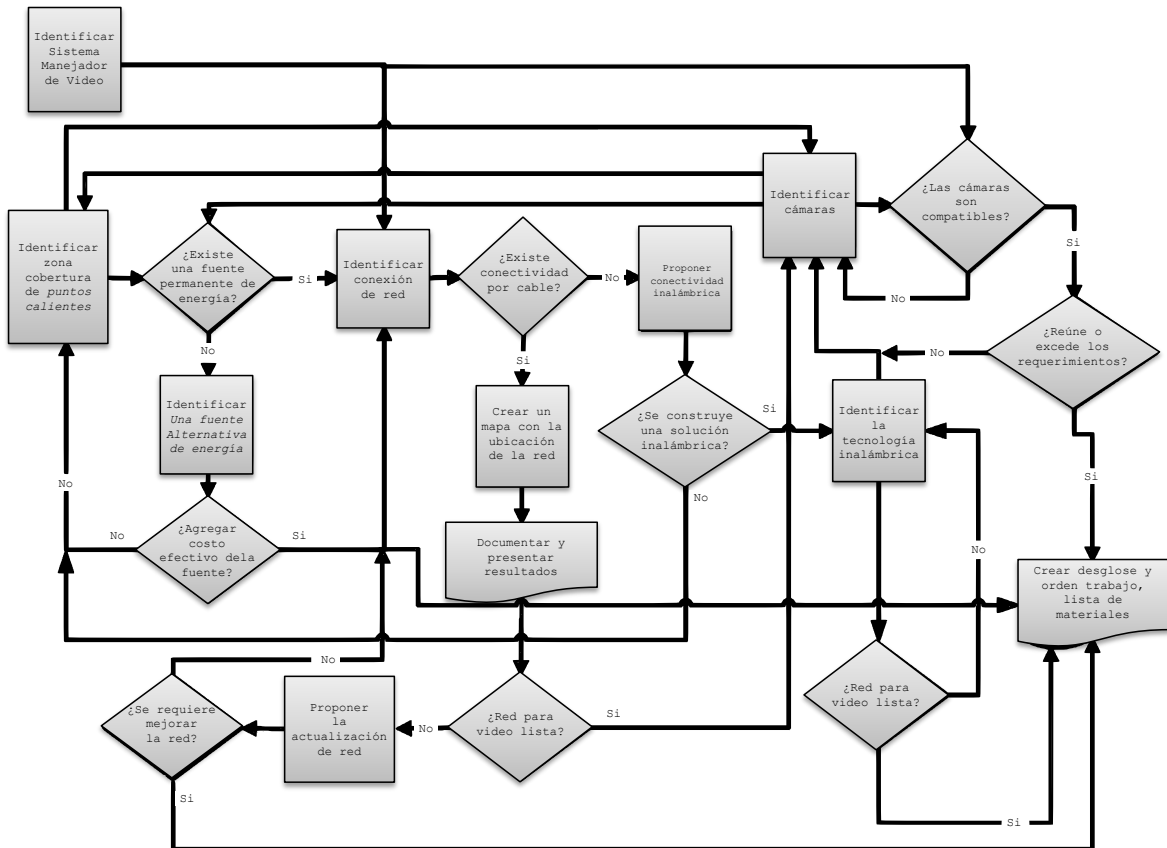 Identificar
Sistema
Manejador
de Video
¿Las cámaras
son
compatibles?
Identificar
cámaras
Si
No
Identificar
zona
cobertura
de puntos
calientes
¿Existe
una fuente
permanente de
energía?
Si
Identificar
conexión
de red
¿Existe
conectividad
por cable?
No
Proponer
conectividad
inalámbrica
¿Reúne o
excede los
requerimientos?
No
No
Si
Identificar
Una fuente
Alternativa
de energía
Crear un
mapa con la
ubicación
de la red
¿Se construye
una solución
inalámbrica?
Si
Identificar
la
tecnología
inalámbrica
Si
No
No
¿Agregar
costo
efectivo dela
fuente?
No
Si
Documentar y
presentar
resultados
No
Crear desglose y
orden trabajo,
lista de
materiales
No
¿Se requiere
mejorar
la red?
Proponer
la
actualización
de red
No
¿Red para
video lista?
Si
¿Red para
video lista?
Si
Si